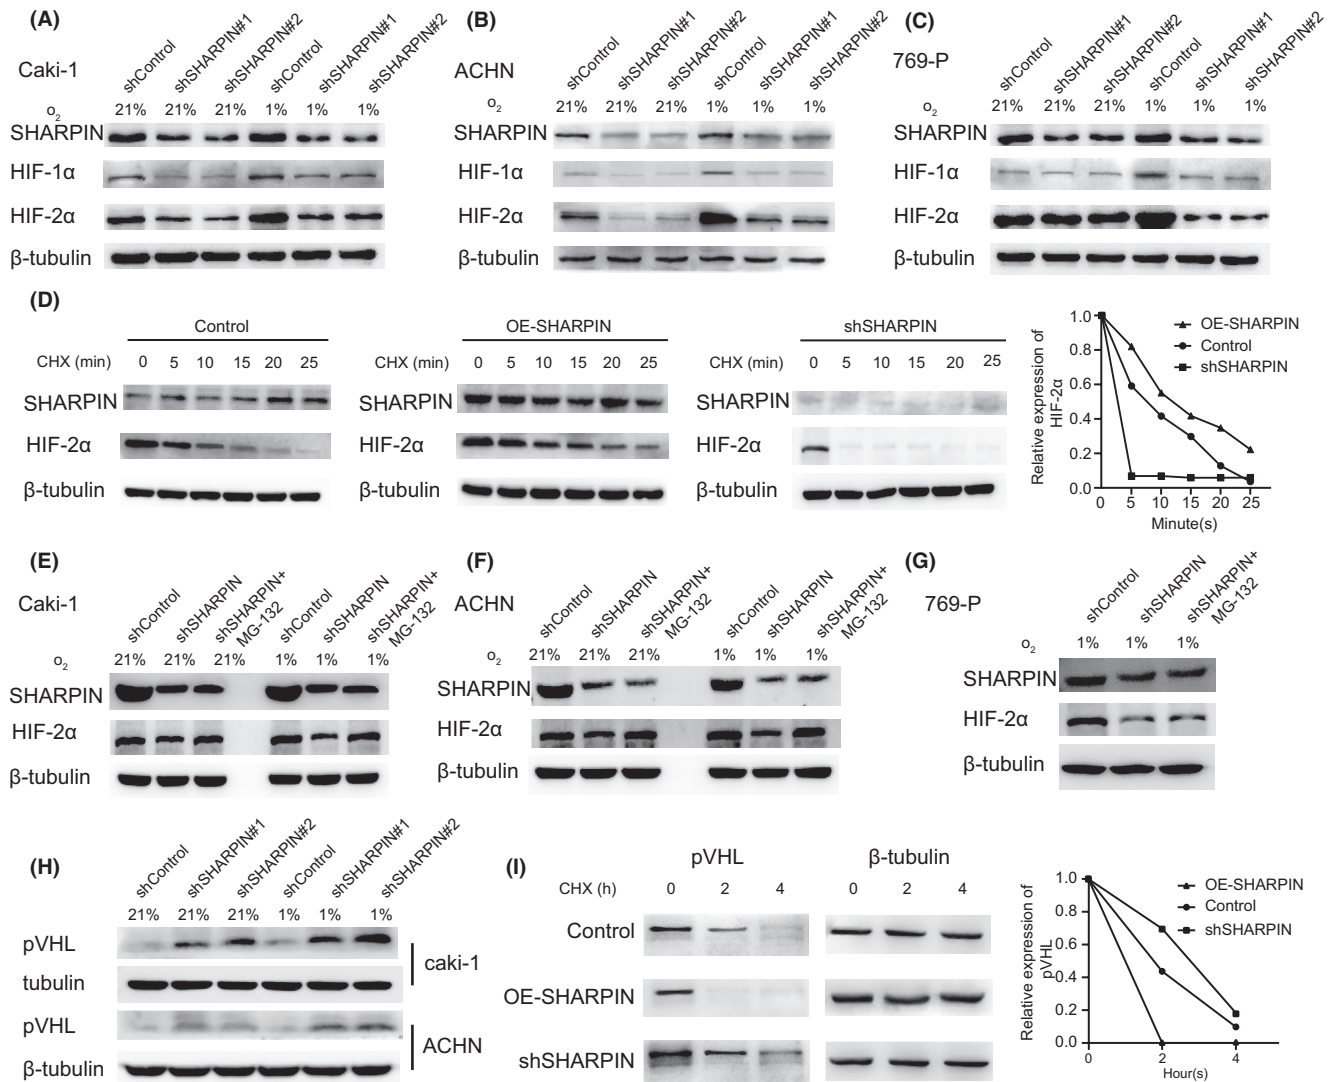 (A)
Caki-1
shControl shSHARPIN#1 shSHARPIN#2 shControl shSHARPIN#1 shSHARPIN#2
o2 21% 21% 21% 1% 1% 1%
SHARPIN
HIF-1α
HIF-2α
β-tubulin
(B)
ACHN
shControl shSHARPIN#1 shSHARPIN#2 shControl shSHARPIN#1 shSHARPIN#2
o2 21% 21% 21% 1% 1% 1%
SHARPIN
HIF-1α
HIF-2α
β-tubulin
(C)
769-P
shControl shSHARPIN#1 shSHARPIN#2 shControl shSHARPIN#1 shSHARPIN#2
o2 21% 21% 21% 1% 1% 1%
SHARPIN
HIF-1α
HIF-2α
β-tubulin
(D)
Control
CHX (min) 0 5 10 15 20 25
SHARPIN
HIF-2α
β-tubulin
OE-SHARPIN
CHX (min) 0 5 10 15 20 25
SHARPIN
HIF-2α
β-tubulin
shSHARPIN
CHX (min) 0 5 10 15 20 25
SHARPIN
HIF-2α
β-tubulin
Relative expression of
HIF-2α
1.0
0.8
0.6
0.4
0.2
0.0
0 5 10 15 20 25
Minute(s)
OE-SHARPIN
Control
shSHARPIN
(E)
Caki-1
shControl shSHARPIN shSHARPIN+ MG-132 shControl shSHARPIN shSHARPIN+ MG-132
o2 21% 21% 21% 1% 1% 1%
SHARPIN
HIF-2α
β-tubulin
(F)
ACHN
shControl shSHARPIN shSHARPIN+ MG-132 shControl shSHARPIN shSHARPIN+ MG-132
o2 21% 21% 21% 1% 1% 1%
SHARPIN
HIF-2α
β-tubulin
(G)
769-P
shControl shSHARPIN shSHARPIN+ MG-132
o2 1% 1% 1%
SHARPIN
HIF-2α
β-tubulin
(H)
shControl shSHARPIN#1 shSHARPIN#2 shControl shSHARPIN#1 shSHARPIN#2
21% 21% 21% 1% 1% 1%
pVHL
tubulin
caki-1
pVHL
β-tubulin
ACHN
(I)
pVHL β-tubulin
CHX (h) 0 2 4 0 2 4
Control
OE-SHARPIN
shSHARPIN
Relative expression of
pVHL
1.0
0.8
0.6
0.4
0.2
0.0
0 2 4
Hour(s)
OE-SHARPIN
Control
shSHARPIN